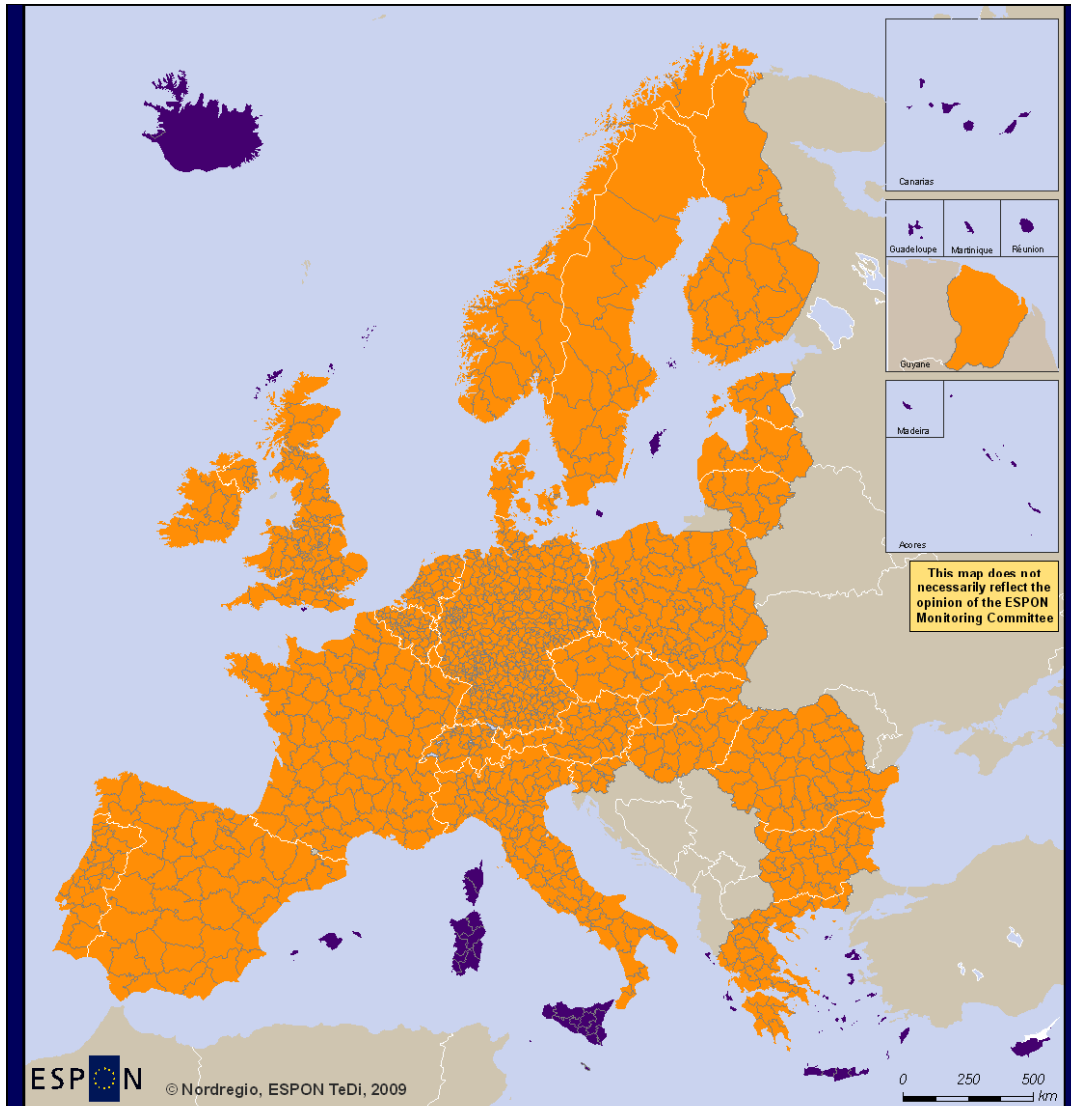 Canarias
Guadeloupe
Martinique
Réunion
Guyane
Madeira
Acores
This map does not
necessarily reflect the
opinion of the ESPON
Monitoring Committee
ESPON
© Nordregio, ESPON TeDi, 2009
0 250 500
km